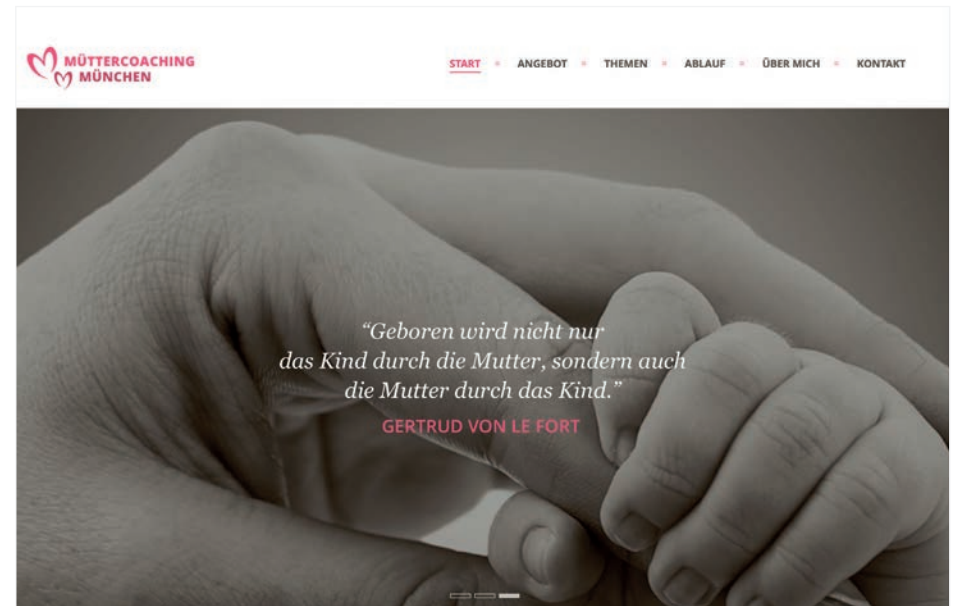 MÜTTERCOACHING
MÜNCHEN
START
ANGEBOT
THEMEN
ABLAUF
ÜBER MICH
KONTAKT
“Geboren wird nicht nur
das Kind durch die Mutter, sondern auch
die Mutter durch das Kind.”
GERTRUD VON LE FORT